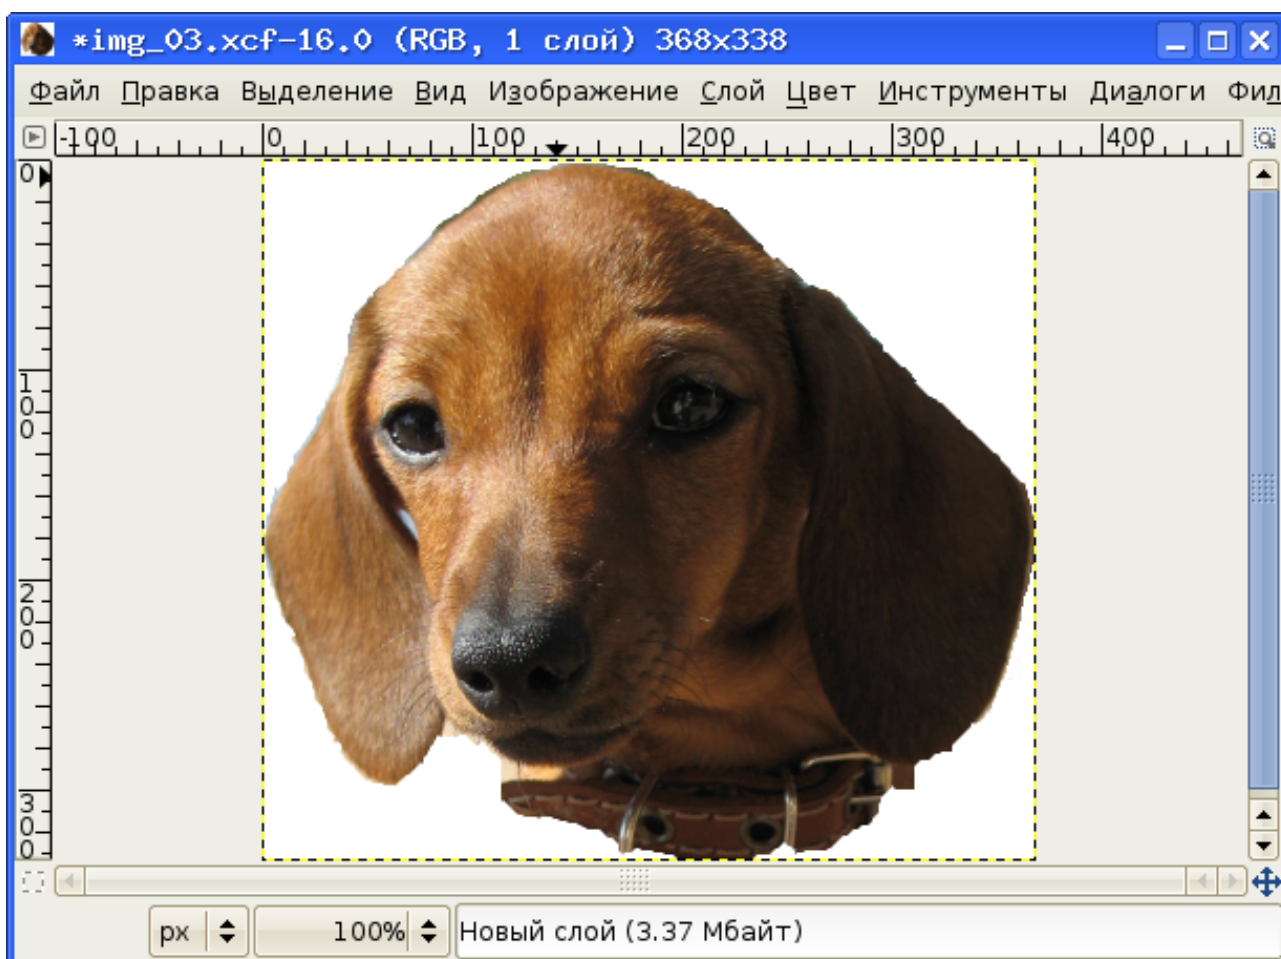 *img_03.xcf-16.0 (RGB, 1 слой) 368x338
Файл Правка Выделение Вид Изображение Слой Цвет Инструменты Диалоги Фил
-100 0 100 200 300 400
0
100
200
300
px 100% Новый слой (3.37 Мбайт)